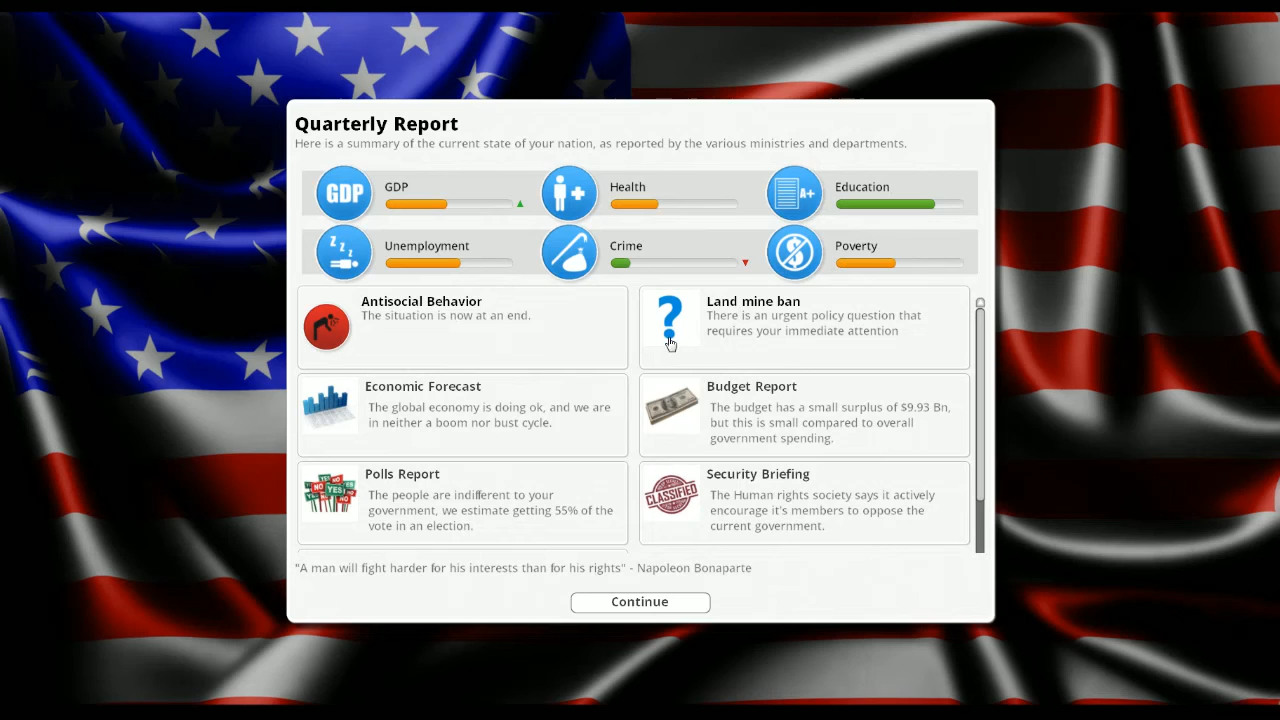 Quarterly Report
Here is a summary of the current state of your nation, as reported by the various ministries and departments.
GDP
GDP
Health
A+
Education
Z Z Z
Unemployment
Crime
Poverty
Antisocial Behavior
The situation is now at an end.
Land mine ban
There is an urgent policy question that
requires your immediate attention
Economic Forecast
The global economy is doing ok, and we are
in neither a boom nor bust cycle.
Budget Report
The budget has a small surplus of $9.93 Bn,
but this is small compared to overall
government spending.
Polls Report
The people are indifferent to your
government, we estimate getting 55% of the
vote in an election.
CLASSIFIED
Security Briefing
The Human rights society says it actively
encourage it's members to oppose the
current government.
"A man will fight harder for his interests than for his rights" - Napoleon Bonaparte
Continue